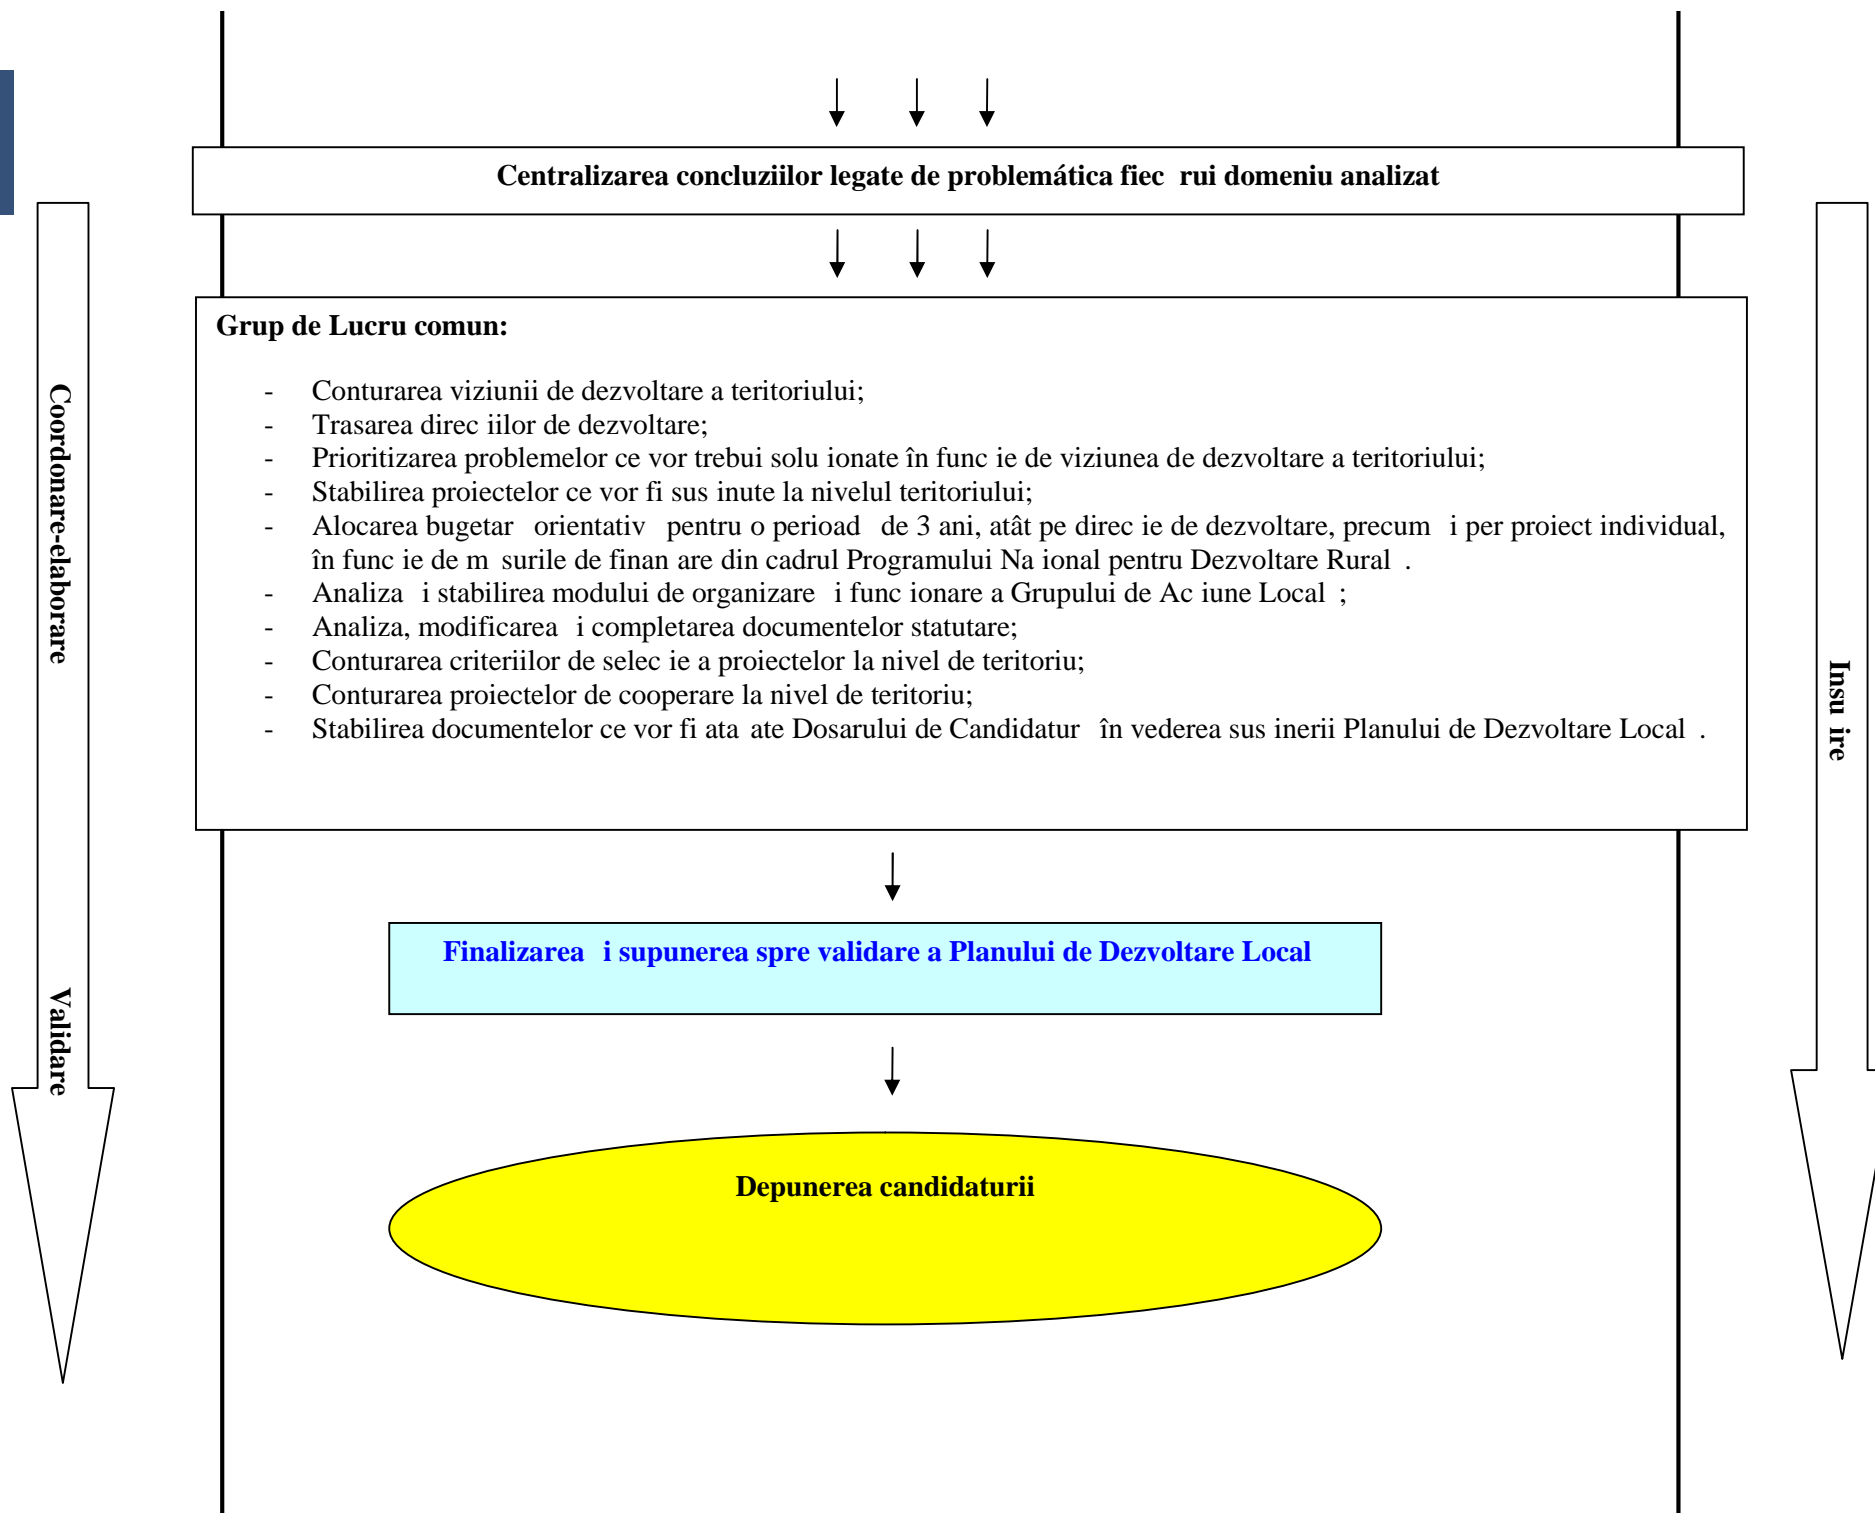 Centralizarea concluziilor legate de problemática fiec rui domeniu analizat
Grup de Lucru comun:
- Conturarea viziunii de dezvoltare a teritoriului;
- Trasarea direc iilor de dezvoltare;
- Prioritizarea problemelor ce vor trebui solu ionate în func ie de viziunea de dezvoltare a teritoriului;
- Stabilirea proiectelor ce vor fi sus inute la nivelul teritoriului;
- Alocarea bugetar orientativ pentru o perioad de 3 ani, atât pe direc ie de dezvoltare, precum i per proiect individual,
în func ie de m surile de finan are din cadrul Programului Na ional pentru Dezvoltare Rural .
- Analiza i stabilirea modului de organizare i func ionare a Grupului de Ac iune Local ;
- Analiza, modificarea i completarea documentelor statutare;
- Conturarea criteriilor de selec ie a proiectelor la nivel de teritoriu;
- Conturarea proiectelor de cooperare la nivel de teritoriu;
- Stabilirea documentelor ce vor fi ata ate Dosarului de Candidatur în vederea sus inerii Planului de Dezvoltare Local .
Finalizarea i supunerea spre validare a Planului de Dezvoltare Local
Depunerea candidaturii
Coordonare-elaborare
Validare
Insu ire